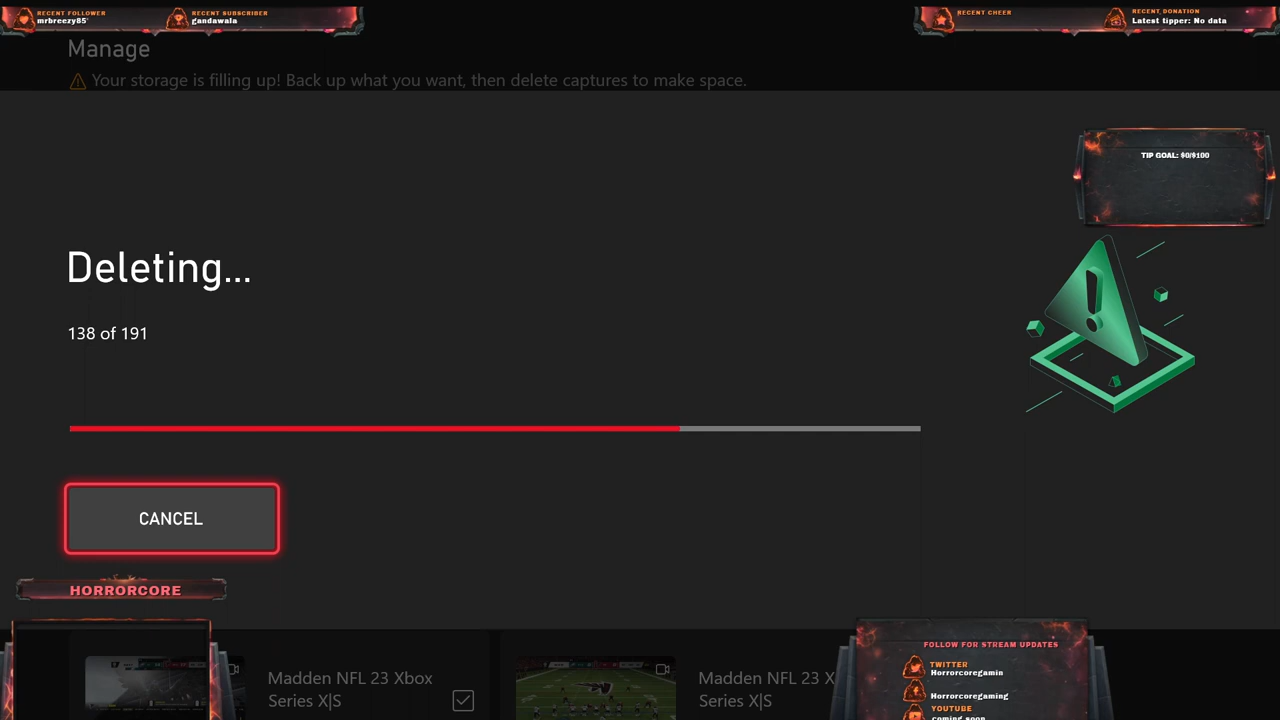 RECENT FOLLOWER
mrbreezy85'
RECENT SUBSCRIBER
gandawala
RECENT CHEER
RECENT DONATION
Latest tipper: No data
Manage
Your storage is filling up! Back up what you want, then delete captures to make space.
TIP GOAL: $0/$100
Deleting...
138 of 191
CANCEL
HORRORCORE
Madden NFL 23 Xbox
Series X|S
Madden NFL 23 X
Series X|S
FOLLOW FOR STREAM UPDATES
TWITTER
Horrorcoregamin
Horrorcoregaming
YOUTUBE
coming soon